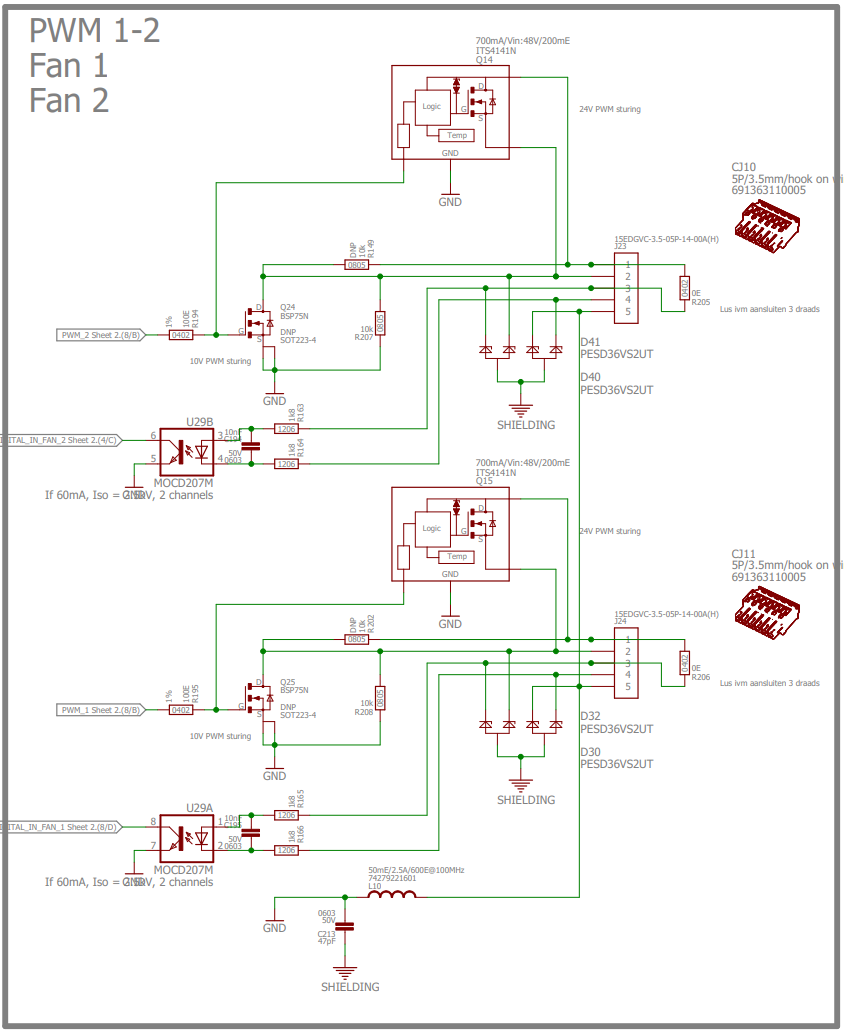 PWM 1-2
Fan 1
Fan 2
700mA/Vin:48V/200mE
ITS4141N
Q14
Logic
D
G
S
Temp
GND
GND
24V PWM sturing
CJ10
5P/3.5mm/hook on wi
691363110005
15EDGVC-3.5-05P-14-00A(H)
J23
1
2
3
4
5
0402
0E
R205
Lus ivm aansluiten 3 draads
DNP
10k
R149
0805
PWM_2 Sheet 2.(8/B)
1%
100E
R194
0402
Q24
BSP75N
D
G
S
DNP
SOT223-4
10V PWM sturing
10k
R207
0805
GND
D41
PESD36VS2UT
D40
PESD36VS2UT
SHIELDING
ITAL_IN_FAN_2 Sheet 2.(4/C)
U29B
6
5
3
4
MOCD207M
If 60mA, Iso = 2.5kV, 2 channels
GND
10nF
50V
0603
1k8
R163
1206
1k8
R164
1206
700mA/Vin:48V/200mE
ITS4141N
Q15
Logic
D
G
S
Temp
GND
GND
24V PWM sturing
CJ11
5P/3.5mm/hook on wi
691363110005
15EDGVC-3.5-05P-14-00A(H)
J24
1
2
3
4
5
0402
0E
R206
Lus ivm aansluiten 3 draads
DNP
10k
R202
0805
PWM_1 Sheet 2.(8/B)
1%
100E
R195
0402
Q25
BSP75N
D
G
S
DNP
SOT223-4
10V PWM sturing
10k
R208
0805
GND
D32
PESD36VS2UT
D30
PESD36VS2UT
SHIELDING
ITAL_IN_FAN_1 Sheet 2.(8/D)
U29A
8
7
1
2
MOCD207M
If 60mA, Iso = 2.5kV, 2 channels
GND
10nF
C195
50V
0603
1k8
R165
1206
1k8
R166
1206
50mE/2.5A/600E@100MHz
74279221601
L10
GND
0603
50V
C213
47pF
SHIELDING